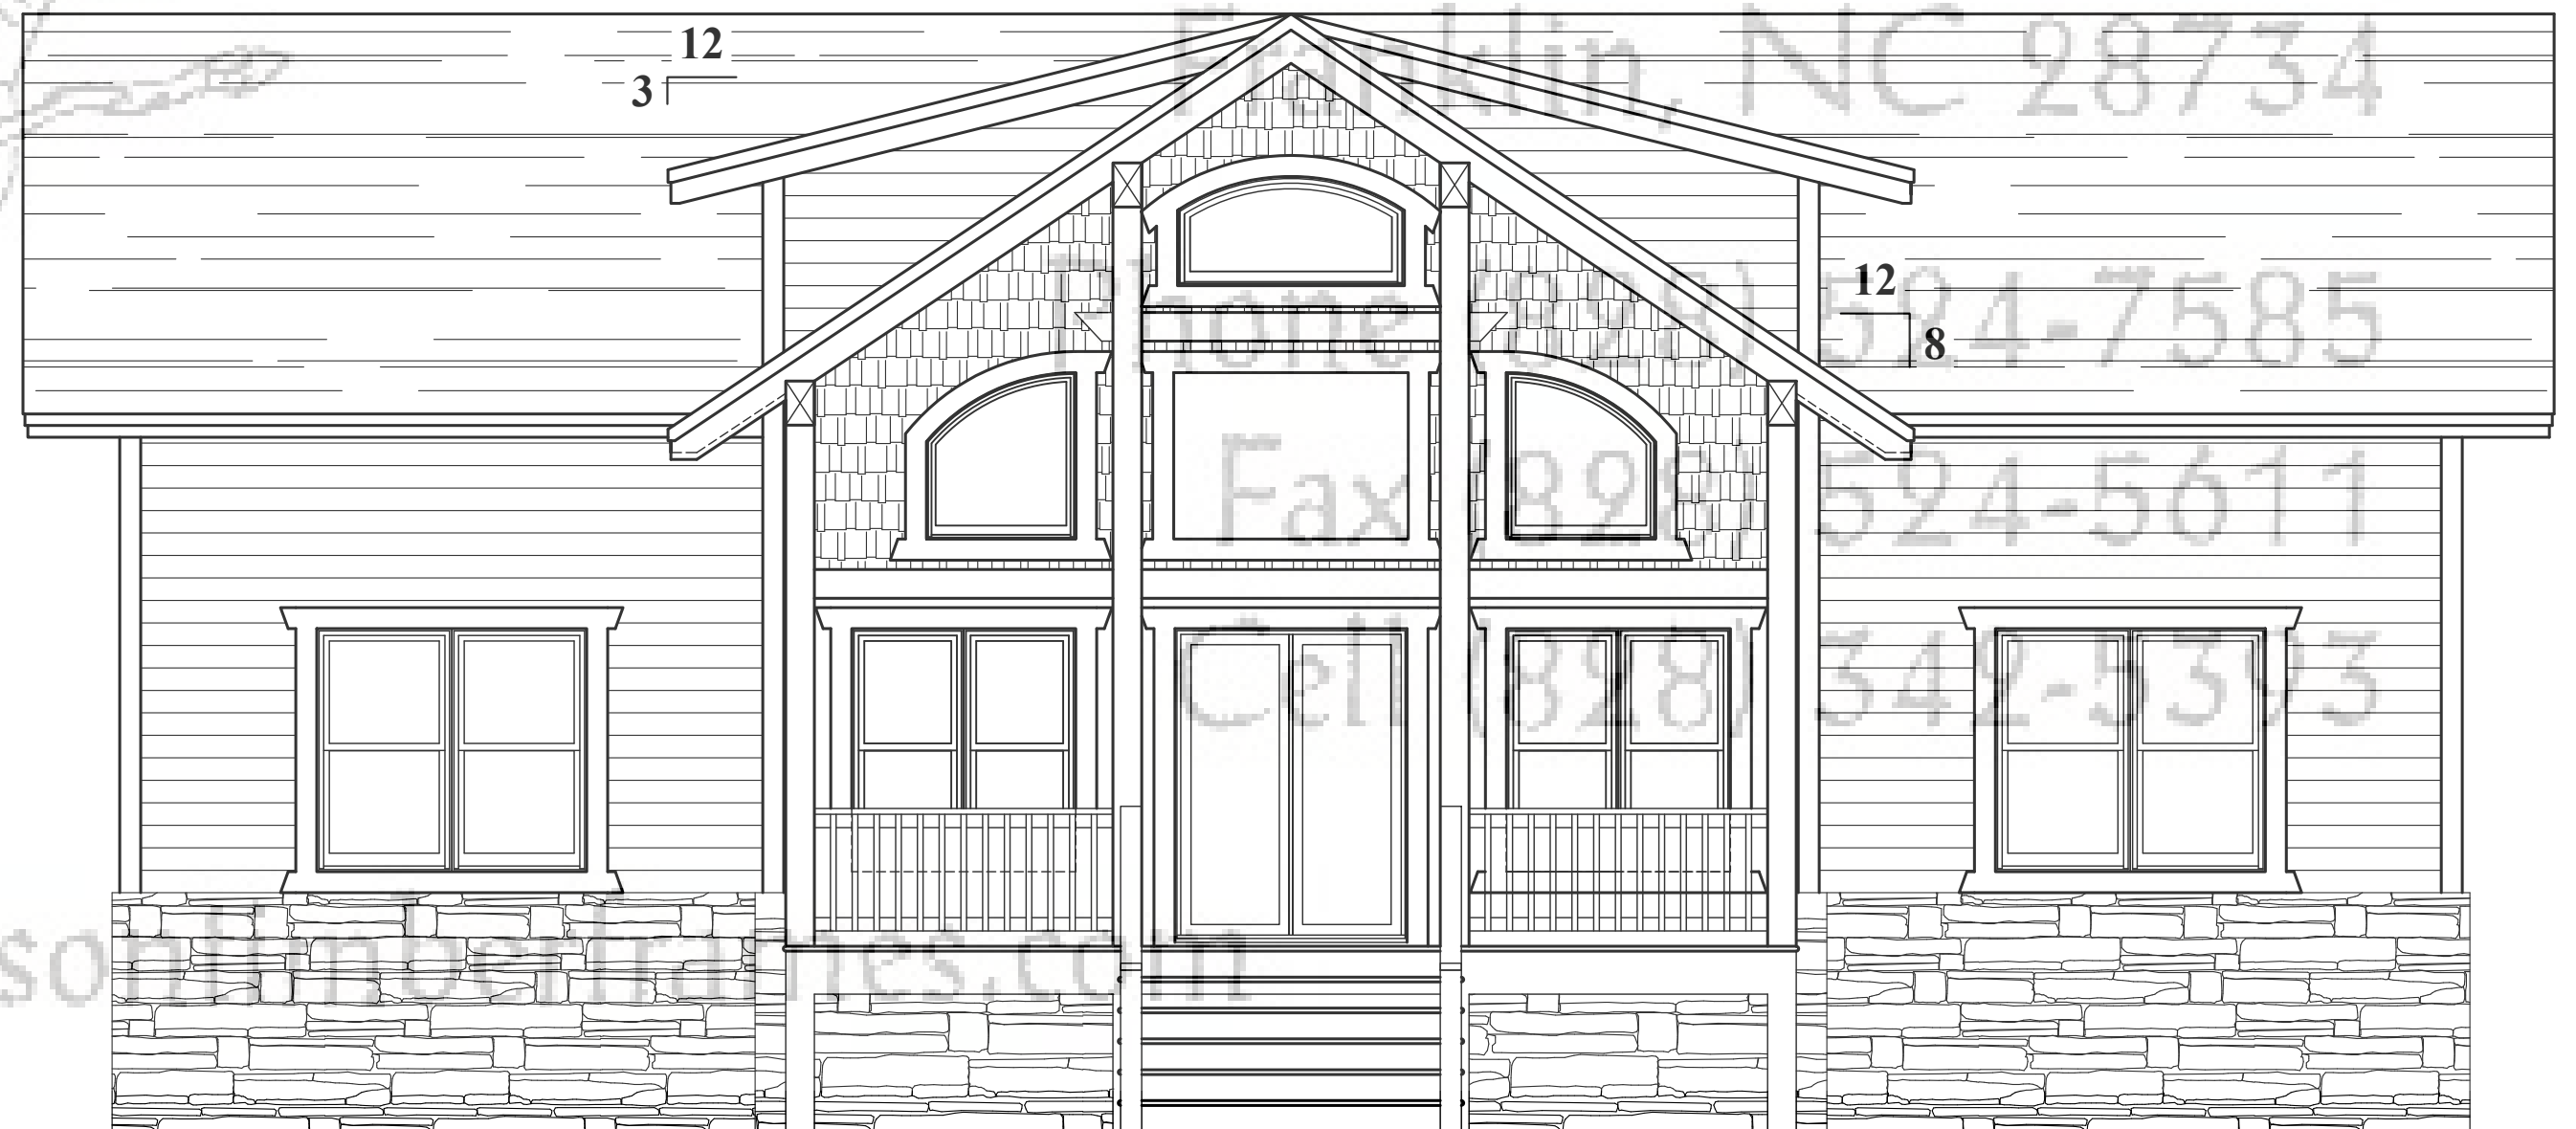 Franklin, NC 28734
12
3
Phone (828) 524-7585
12
8
Fax (828) 524-5611
Cell (828) 342-5393
sontimberframes.com